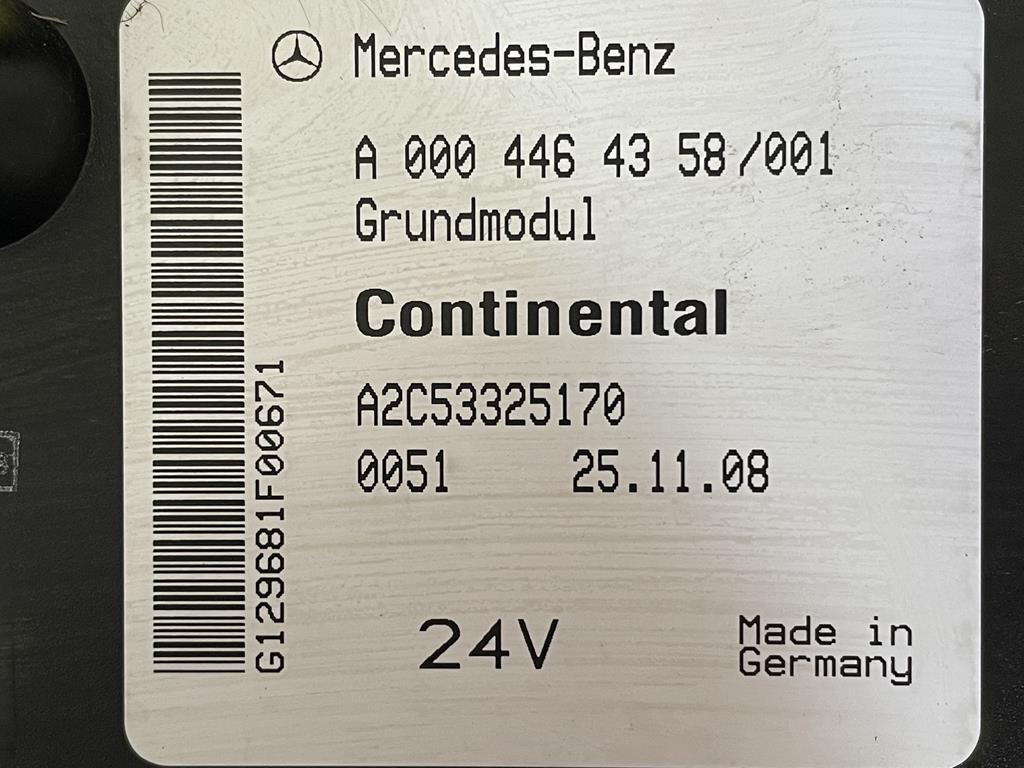 Mercedes-Benz
A 000 446 43 58/001
Grundmodul
Continental
A2C53325170
0051 25.11.08
G129681F00671
24V
Made in
Germany